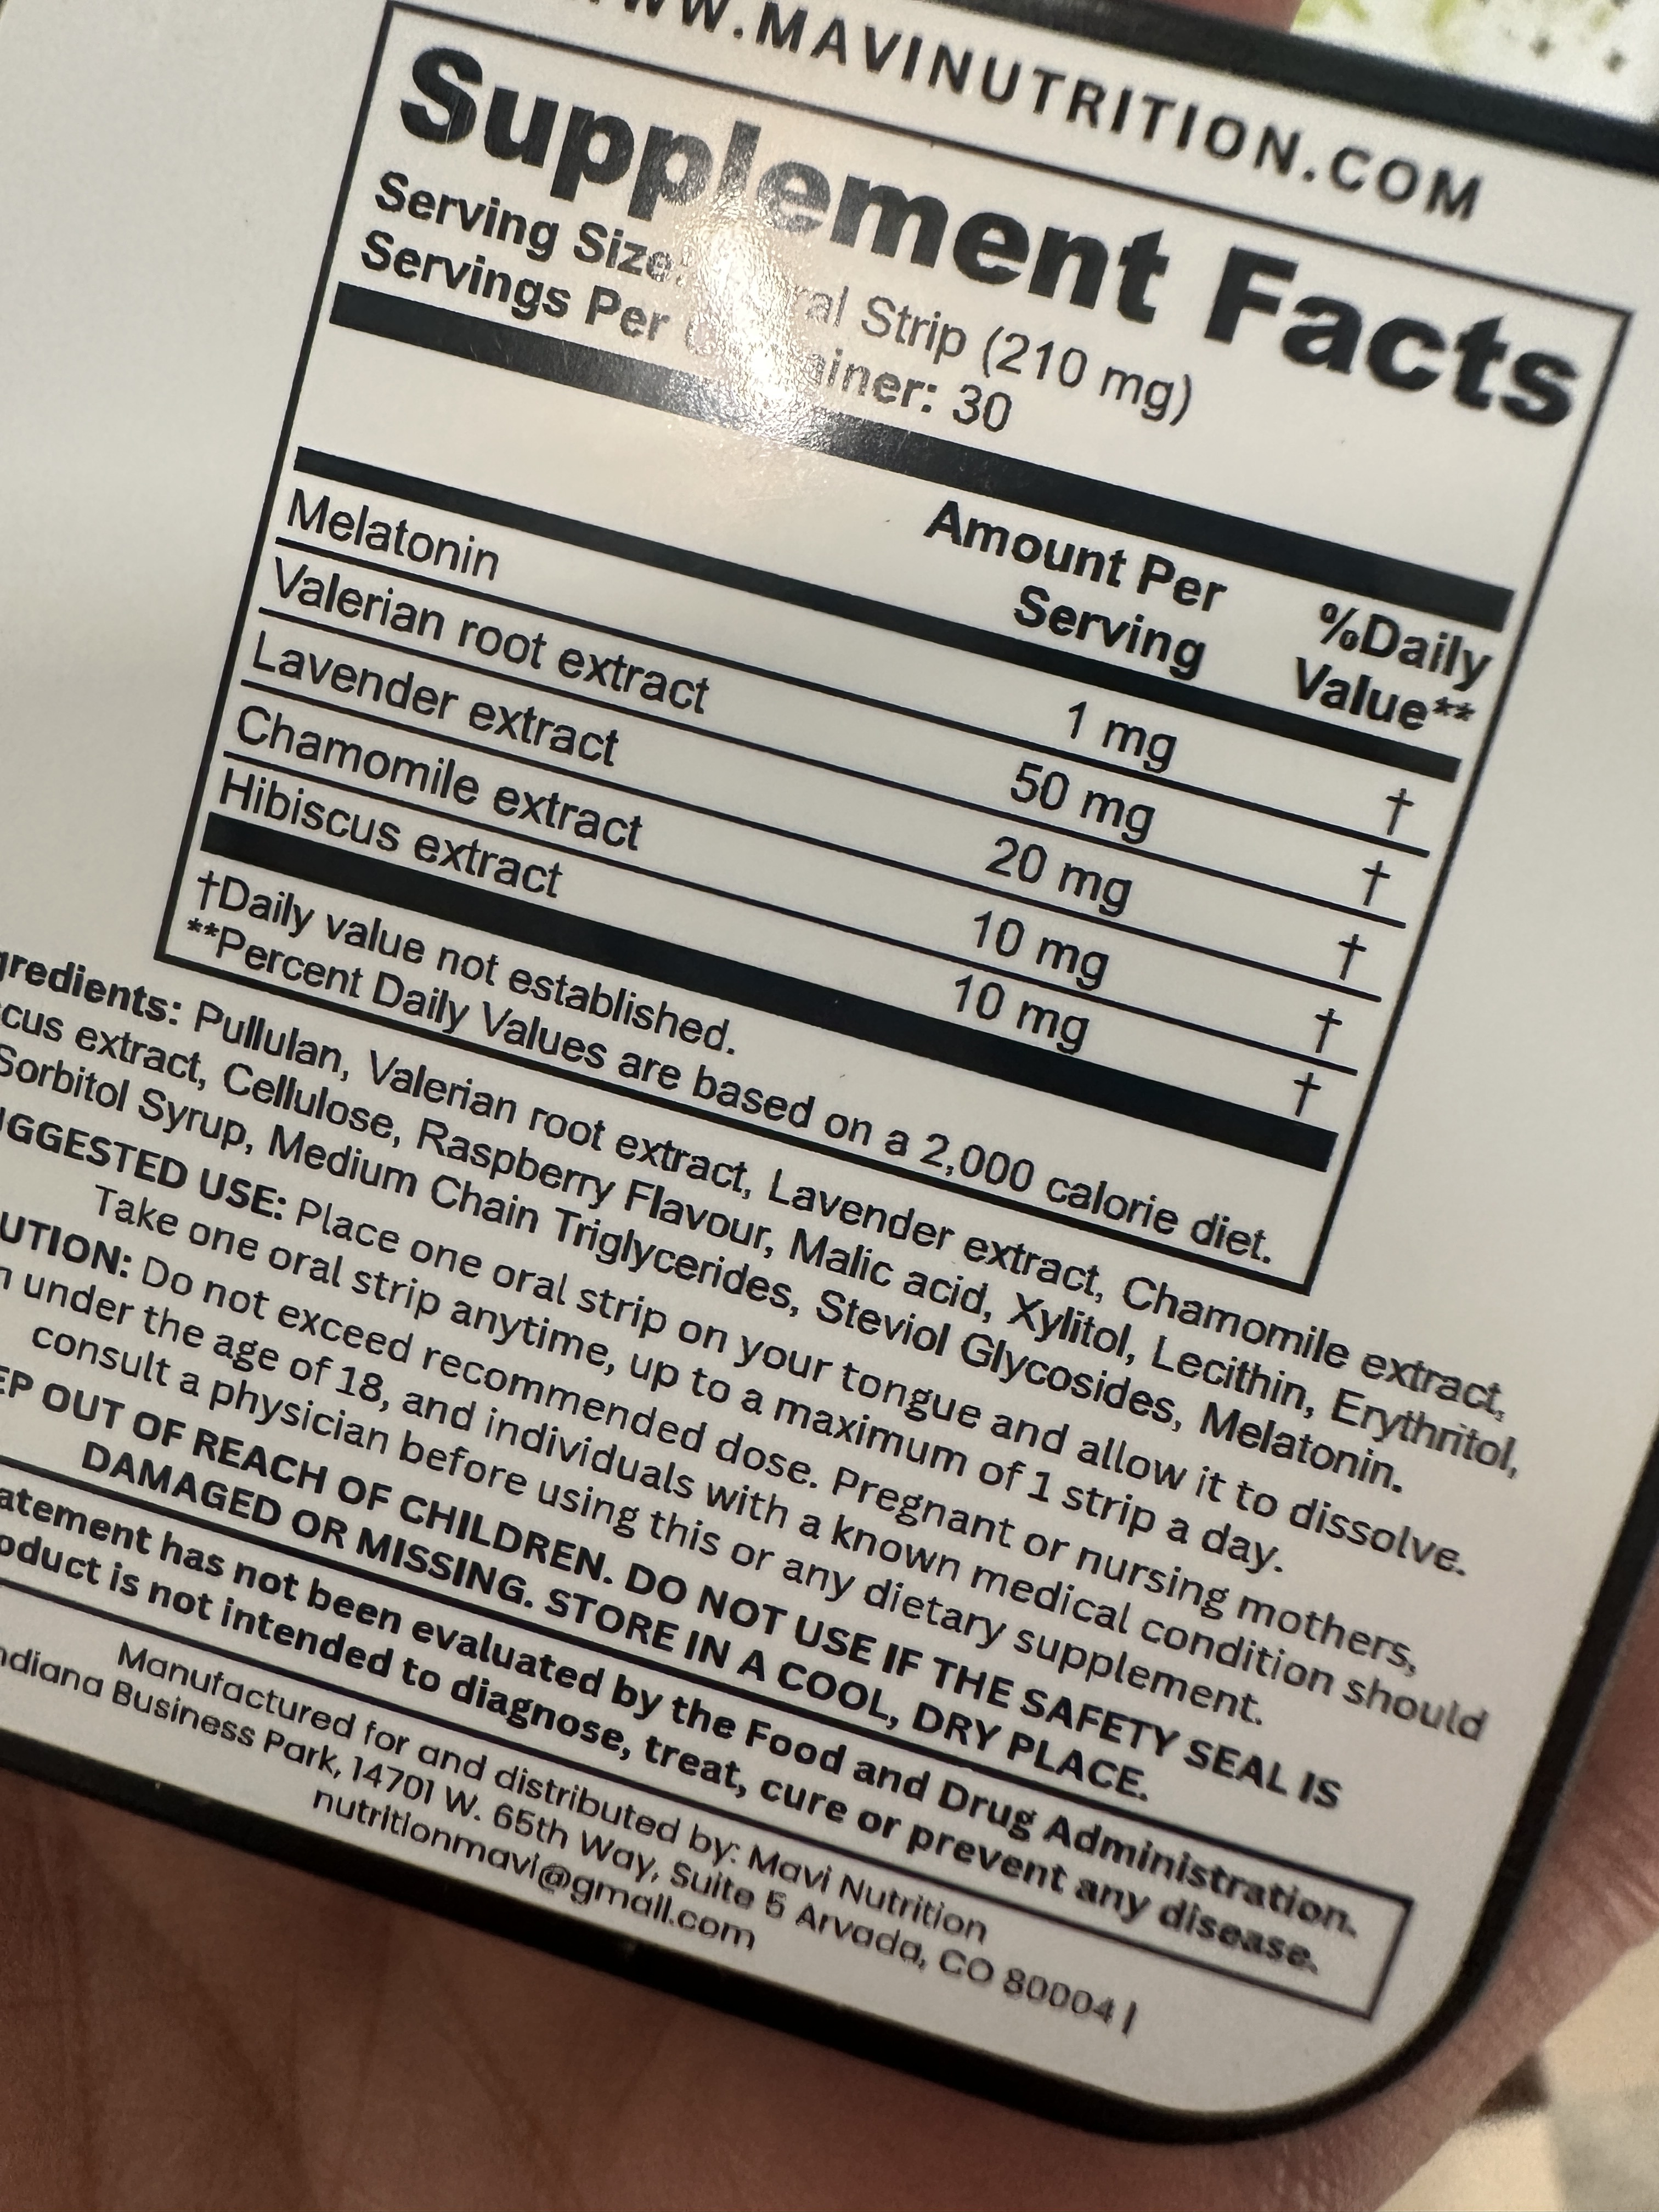 WWW.MAVINUTRITION.COM
Supplement Facts
Serving Size: Oral Strip (210 mg)
Servings Per Container: 30
Amount Per Serving %Daily Value**
Melatonin 1 mg †
Valerian root extract 50 mg †
Lavender extract 20 mg †
Chamomile extract 10 mg †
Hibiscus extract 10 mg †
†Daily value not established.
**Percent Daily Values are based on a 2,000 calorie diet.
gredients: Pullulan, Valerian root extract, Lavender extract, Chamomile extract,
cus extract, Cellulose, Raspberry Flavour, Malic acid, Xylitol, Lecithin, Erythritol,
Sorbitol Syrup, Medium Chain Triglycerides, Steviol Glycosides, Melatonin.
UGGESTED USE: Place one oral strip on your tongue and allow it to dissolve.
Take one oral strip anytime, up to a maximum of 1 strip a day.
UTION: Do not exceed recommended dose. Pregnant or nursing mothers,
n under the age of 18, and individuals with a known medical condition should
consult a physician before using this or any dietary supplement.
EP OUT OF REACH OF CHILDREN. DO NOT USE IF THE SAFETY SEAL IS
DAMAGED OR MISSING. STORE IN A COOL, DRY PLACE.
atement has not been evaluated by the Food and Drug Administration.
oduct is not intended to diagnose, treat, cure or prevent any disease.
Manufactured for and distributed by: Mavi Nutrition
ndiana Business Park, 14701 W. 65th Way, Suite 5 Arvada, CO 80004 |
nutritionmavi@gmail.com